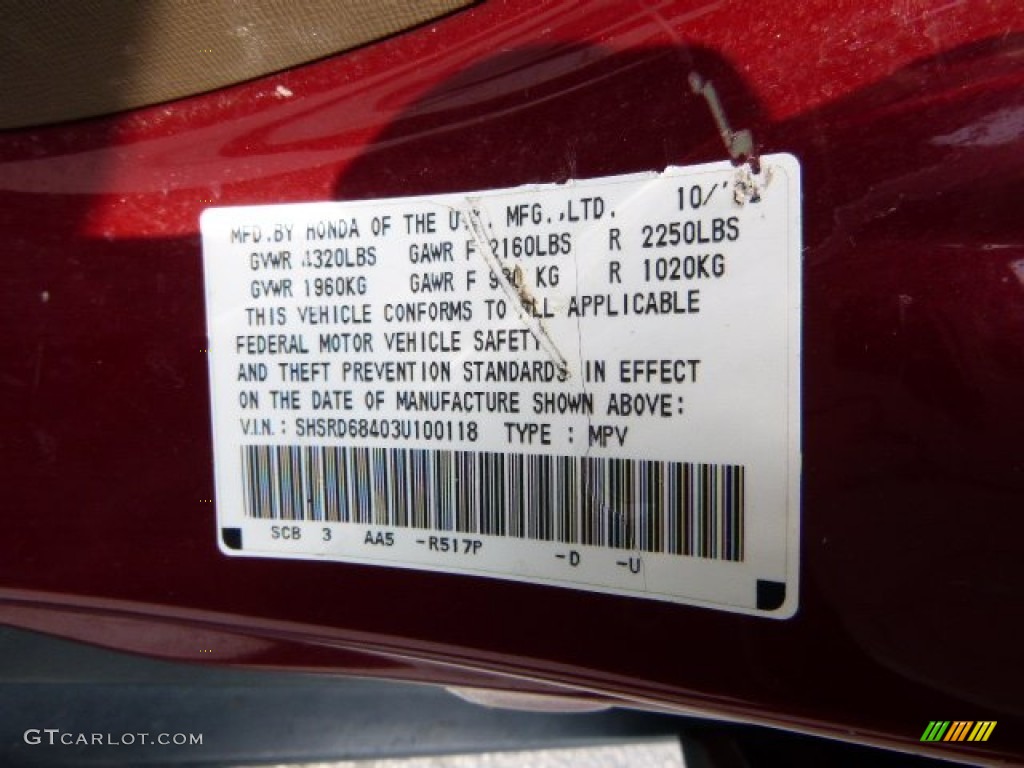 MFD.BY HONDA OF THE MFG.,LTD. 10/
GVWR 4320LBS GAWR F 2160LBS R 2250LBS
GVWR 1960KG GAWR F KG R 1020KG
THIS VEHICLE CONFORMS TO ALL APPLICABLE
FEDERAL MOTOR VEHICLE SAFETY
AND THEFT PREVENTION STANDARDS IN EFFECT
ON THE DATE OF MANUFACTURE SHOWN ABOVE:
V.I.N.: SHSRD68403U100118 TYPE : MPV
SCB 3 AA5 -R517P -D -U
GTCARLOT.COM